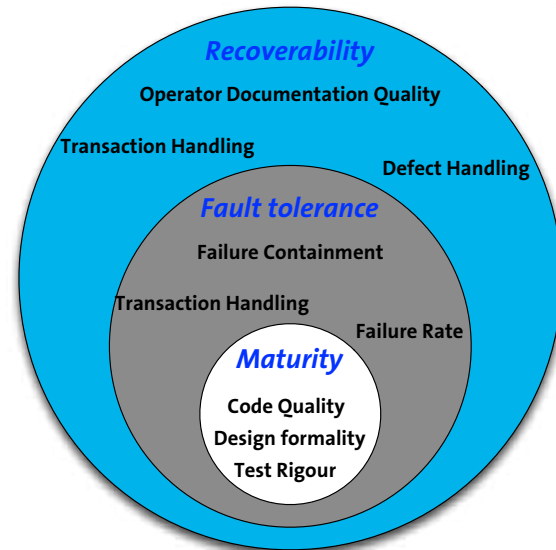 Recoverability
Operator Documentation Quality
Transaction Handling
Defect Handling
Fault tolerance
Failure Containment
Transaction Handling
Failure Rate
Maturity
Code Quality
Design formality
Test Rigour